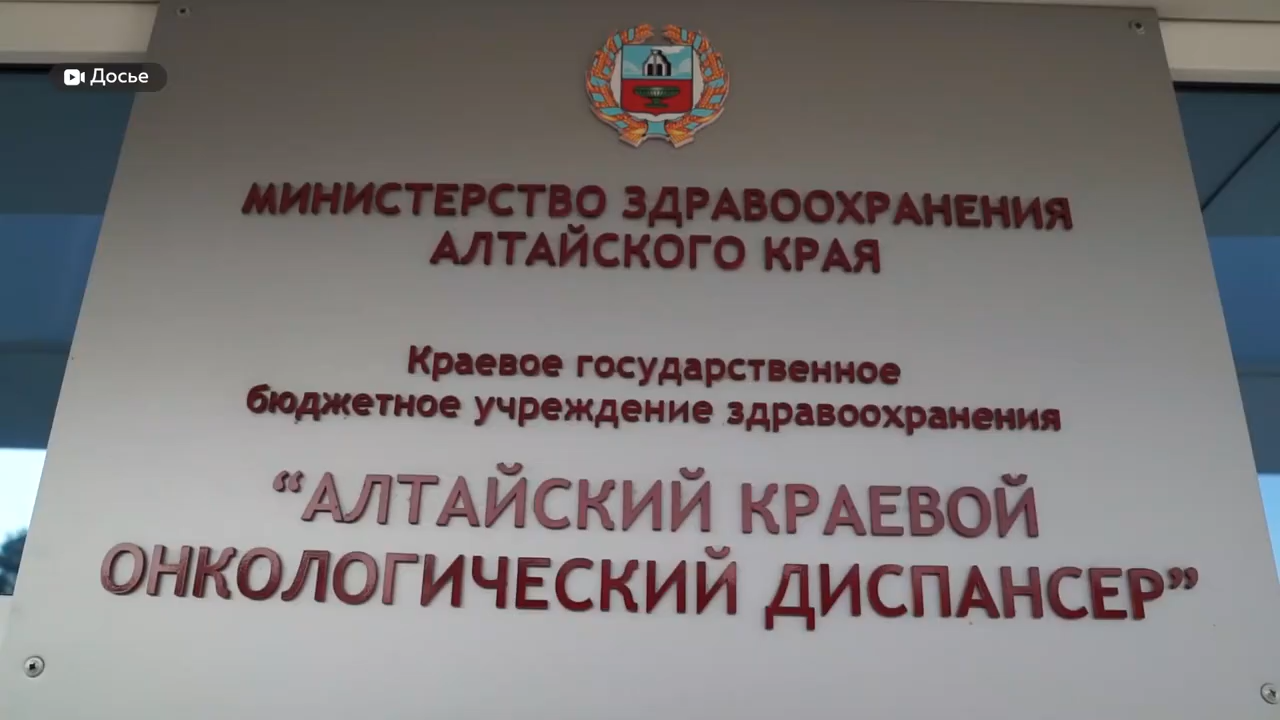 Досье
МИНИСТЕРСТВО ЗДРАВООХРАНЕНИЯ
АЛТАЙСКОГО КРАЯ
Краевое государственное
бюджетное учреждение здравоохранения
“АЛТАЙСКИЙ КРАЕВОЙ
ОНКОЛОГИЧЕСКИЙ ДИСПАНСЕР”